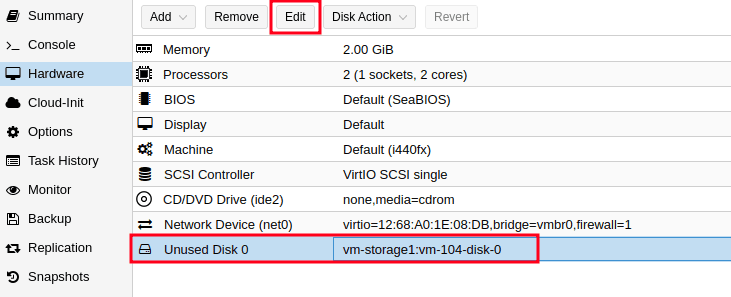 Summary
Console
Hardware
Cloud-Init
Options
Task History
Monitor
Backup
Replication
Snapshots
Add Remove Edit Disk Action Revert
Memory 2.00 GiB
Processors 2 (1 sockets, 2 cores)
BIOS Default (SeaBIOS)
Display Default
Machine Default (i440fx)
SCSI Controller VirtIO SCSI single
CD/DVD Drive (ide2) none,media=cdrom
Network Device (net0) virtio=12:68:A0:1E:08:DB,bridge=vmbr0,firewall=1
Unused Disk 0 vm-storage1:vm-104-disk-0